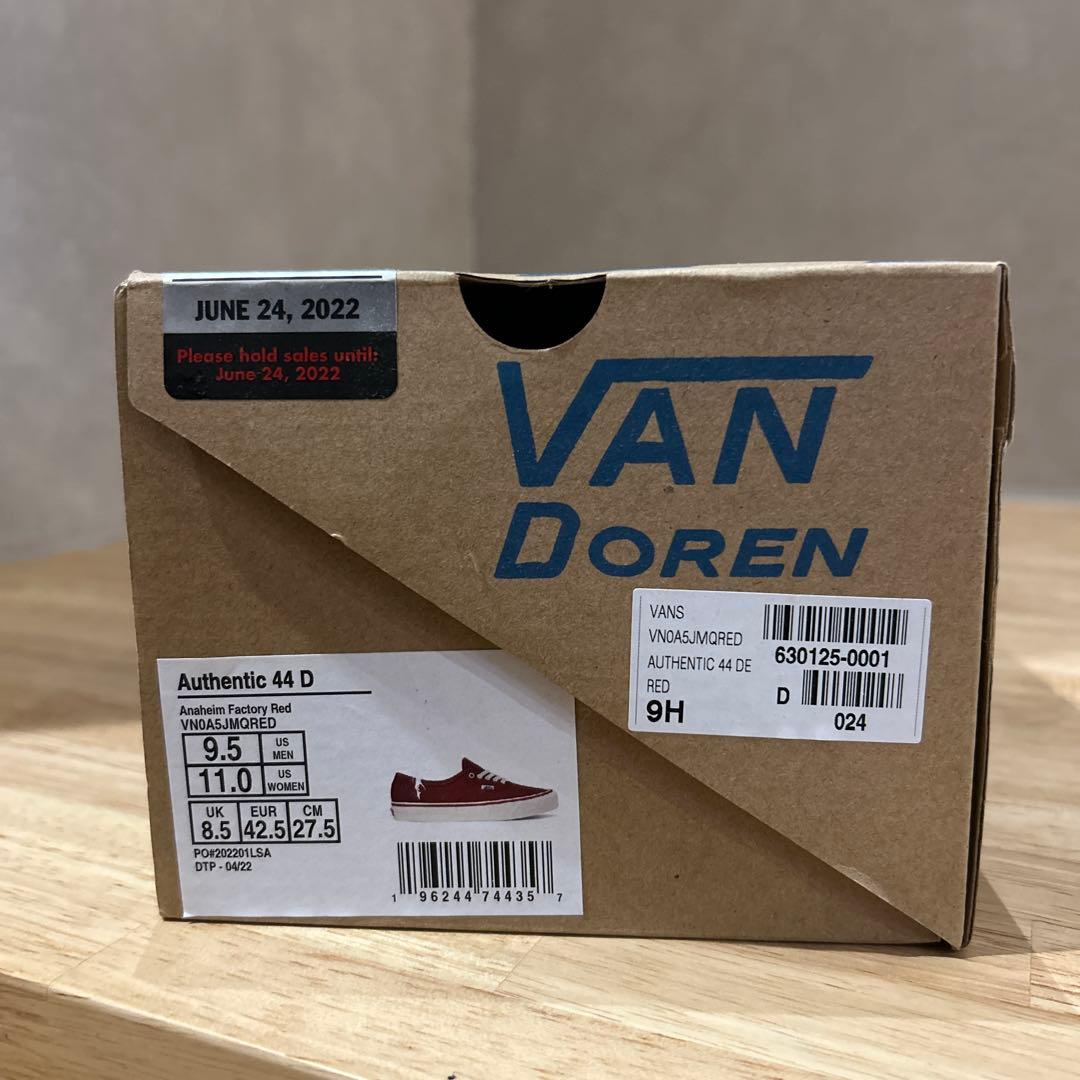 JUNE 24, 2022
Please hold sales until:
June 24, 2022
VAN
DOREN
VANS
VN0A5JMQRED
AUTHENTIC 44 DE
RED
9H
630125-0001
D
024
Authentic 44 D
Anaheim Factory Red
VN0A5JMQRED
9.5 US MEN
11.0 US WOMEN
UK EUR CM
8.5 42.5 27.5
PO#202201LSA
DTP - 04/22
1 96244 74435 7